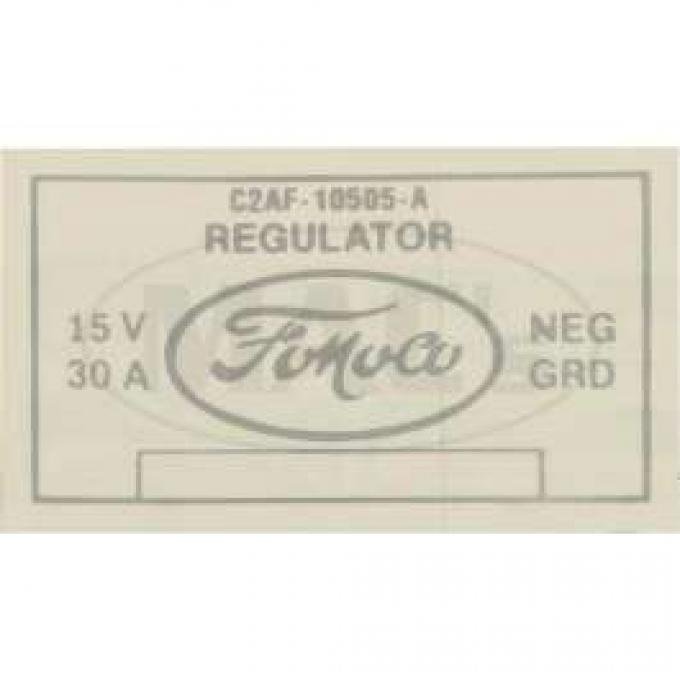 C2AF-10505-A
REGULATOR
15 V
30 A
FoMoCo
NEG
GRD